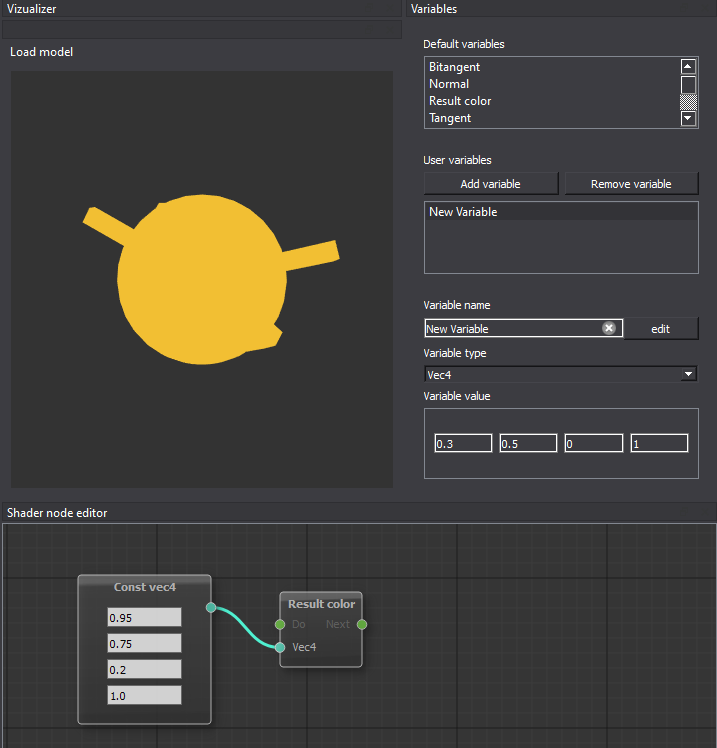 Vizualizer
Load model
Variables
Default variables
Bitangent
Normal
Result color
Tangent
User variables
Add variable
Remove variable
New Variable
Variable name
New Variable
edit
Variable type
Vec4
Variable value
0.3 0.5 0 1
Shader node editor
Const vec4
0.95
0.75
0.2
1.0
Result color
Do Next
Vec4